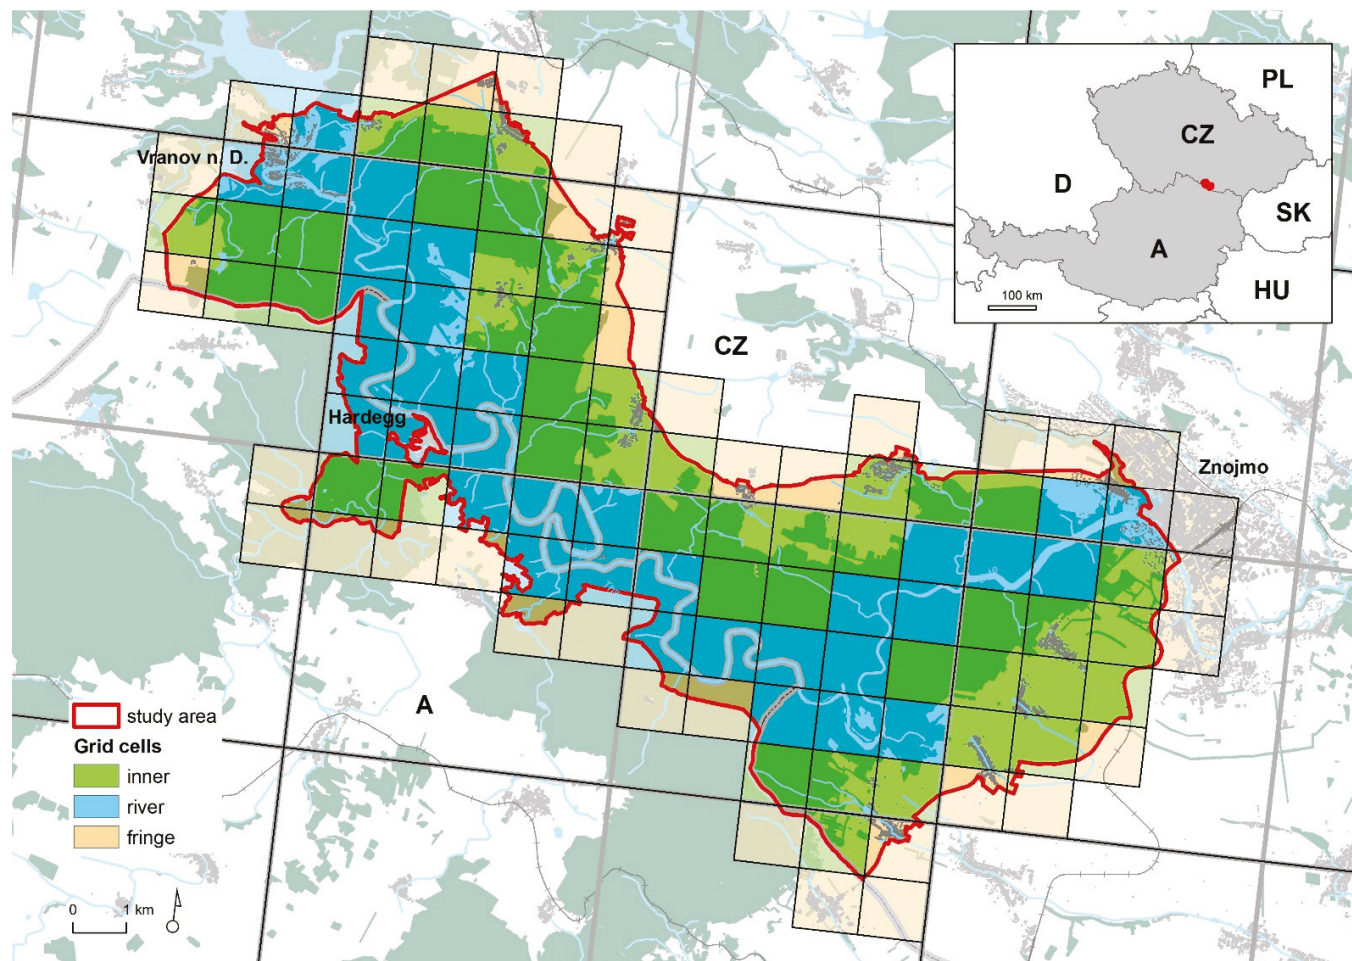 PL
CZ
D
SK
A
HU
100 km
Vranov n. D.
CZ
Hardegg
Znojmo
A
study area
Grid cells
inner
river
fringe
0 1 km